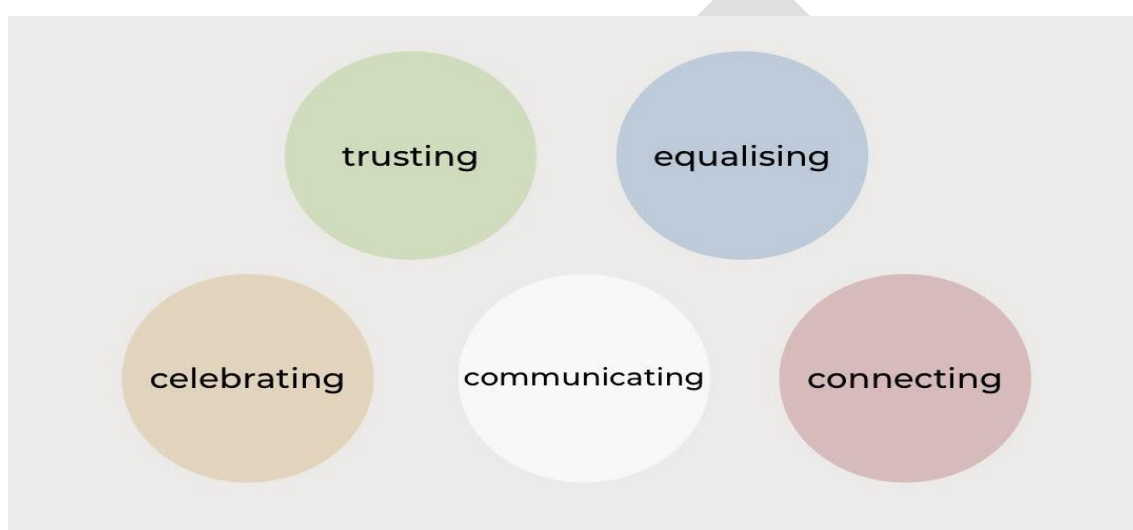 trusting
equalising
celebrating
communicating
connecting